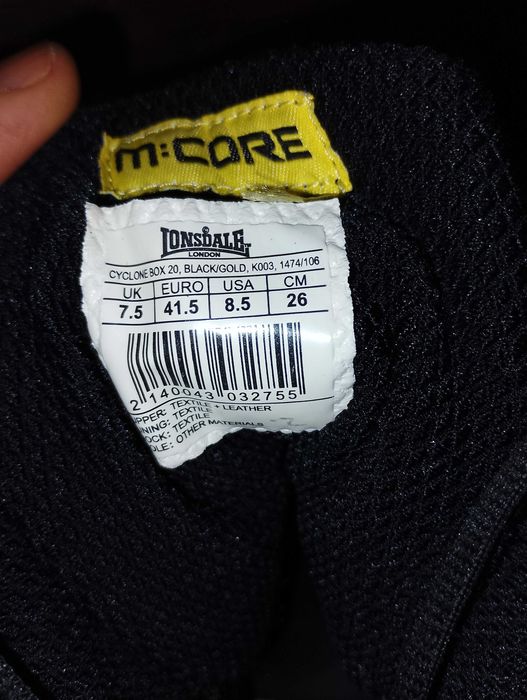 m:CORE
LONSDALE
LONDON
CYCLONE BOX 20, BLACK/GOLD, K003, 1474/106
UK EURO USA CM
7.5 41.5 8.5 26
2 140043 032755
UPPER: TEXTILE + LEATHER
LINING: TEXTILE
SOCK: TEXTILE
SOLE: OTHER MATERIALS